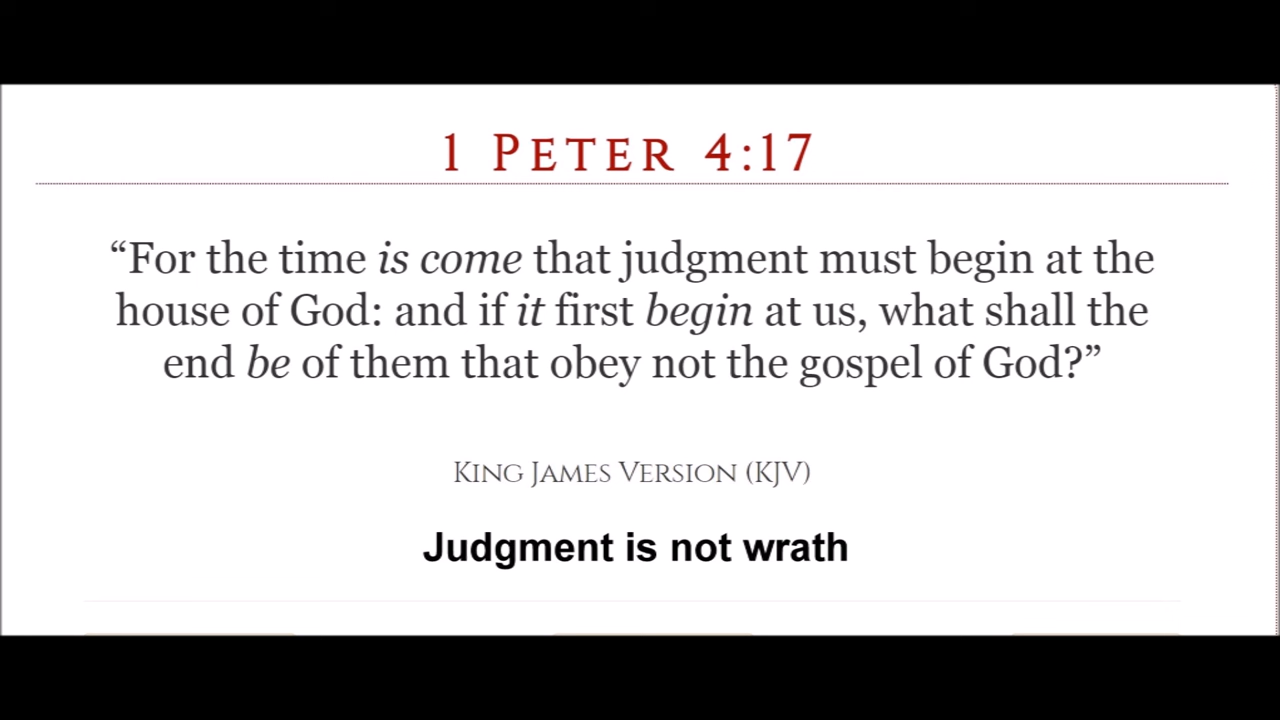 1 PETER 4:17
“For the time is come that judgment must begin at the
house of God: and if it first begin at us, what shall the
end be of them that obey not the gospel of God?”
KING JAMES VERSION (KJV)
Judgment is not wrath